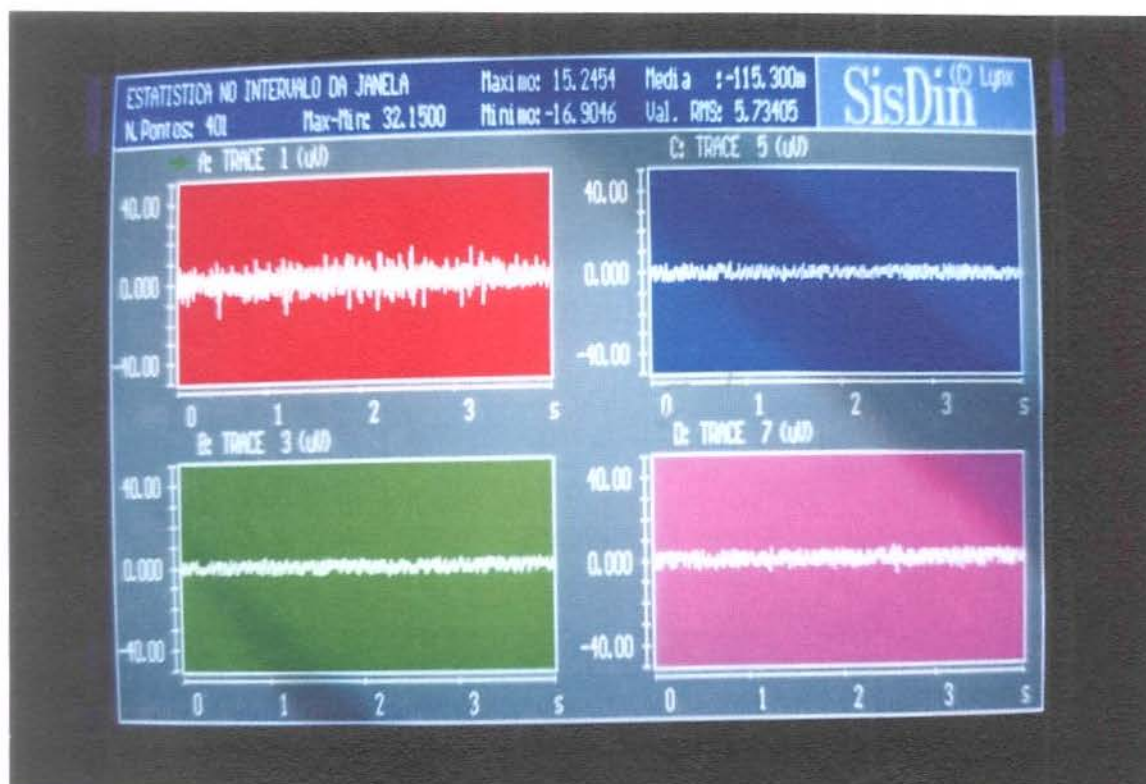 ESTATISTICA NO INTERVALO DA JANELA
N.Pontos: 401 Max-Min: 32.1500
Maximo: 15.2454
Minimo:-16.9046
Media :-115.300m
Val. RMS: 5.73405
SisDin (C) Lynx
A: TRACE 1 (uV)
40.00
0.000
-40.00
0 1 2 3 s
C: TRACE 5 (uV)
40.00
0.000
-40.00
0 1 2 3 s
B: TRACE 3 (uV)
40.00
0.000
-40.00
0 1 2 3 s
D: TRACE 7 (uV)
40.00
0.000
-40.00
0 1 2 3 s